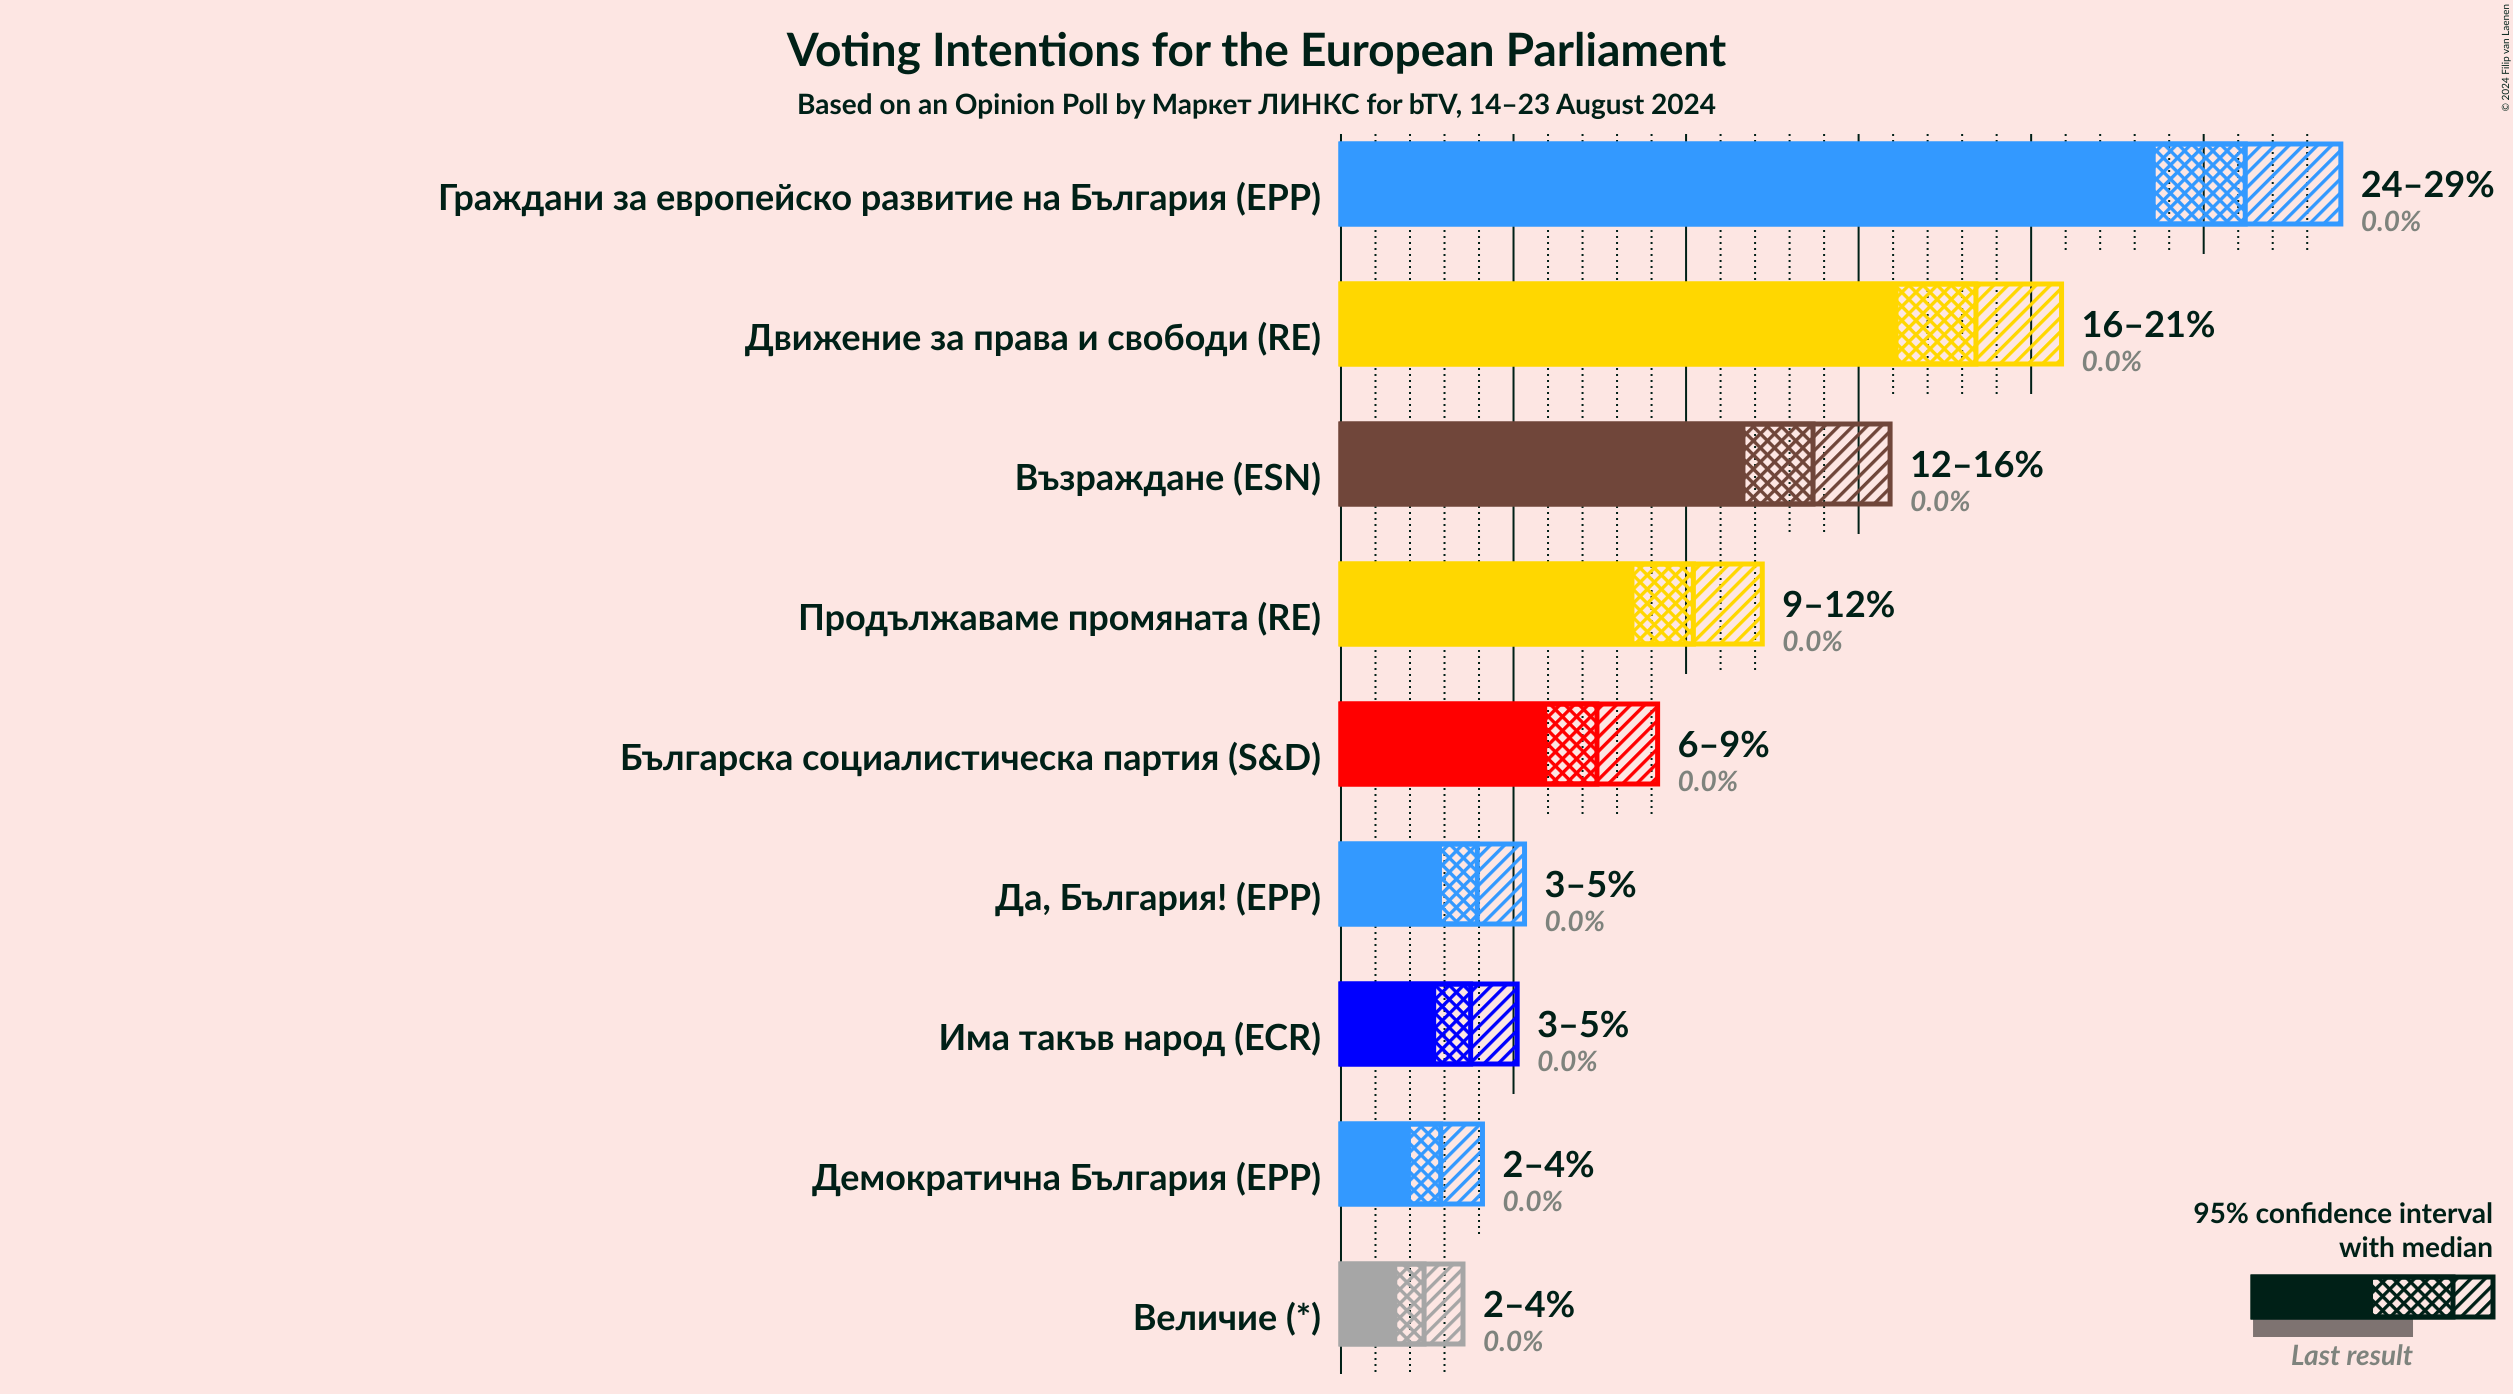 Voting Intentions for the European Parliament
Based on an Opinion Poll by Маркет ЛИНКС for bTV, 14–23 August 2024
© 2024 Filip van Laenen
Граждани за европейско развитие на България (EPP)
24–29%
0.0%
Движение за права и свободи (RE)
16–21%
0.0%
Възраждане (ESN)
12–16%
0.0%
Продължаваме промяната (RE)
9–12%
0.0%
Българска социалистическа партия (S&D)
6–9%
0.0%
Да, България! (EPP)
3–5%
0.0%
Има такъв народ (ECR)
3–5%
0.0%
Демократична България (EPP)
2–4%
0.0%
Величие (*)
2–4%
0.0%
95% confidence interval
with median
Last result